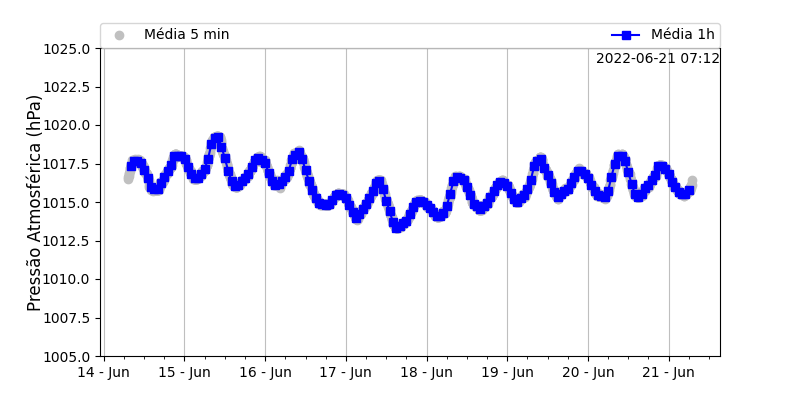 Média 5 min
Média 1h
2022-06-21 07:12
Pressão Atmosférica (hPa)
1025.0
1022.5
1020.0
1017.5
1015.0
1012.5
1010.0
1007.5
1005.0
14 - Jun
15 - Jun
16 - Jun
17 - Jun
18 - Jun
19 - Jun
20 - Jun
21 - Jun